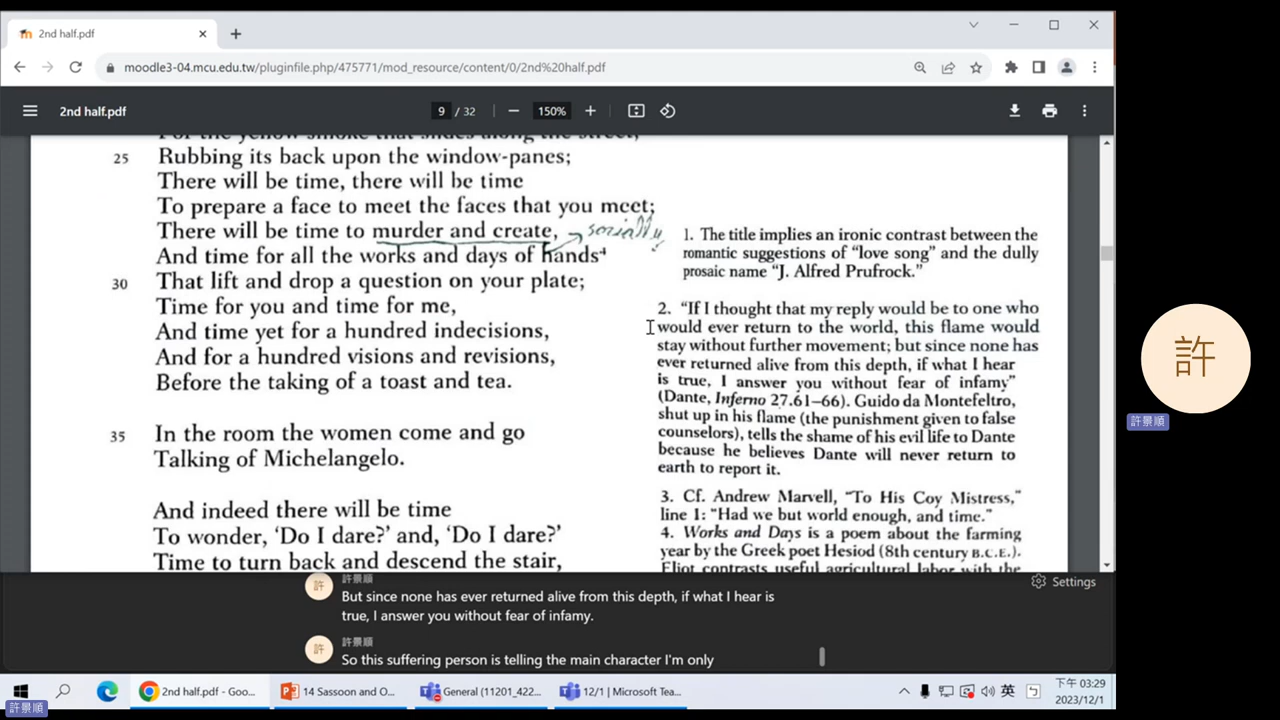 2nd half.pdf
moodle3-04.mcu.edu.tw/pluginfile.php/475771/mod_resource/content/0/2nd%20half.pdf
2nd half.pdf
9 / 32
150%
For the yellow smoke that slides along the street,
25 Rubbing its back upon the window-panes;
There will be time, there will be time
To prepare a face to meet the faces that you meet;
There will be time to murder and create, socially
And time for all the works and days of hands4
30 That lift and drop a question on your plate;
Time for you and time for me,
And time yet for a hundred indecisions,
And for a hundred visions and revisions,
Before the taking of a toast and tea.
35 In the room the women come and go
Talking of Michelangelo.
And indeed there will be time
To wonder, ‘Do I dare?’ and, ‘Do I dare?’
Time to turn back and descend the stair,
1. The title implies an ironic contrast between the
romantic suggestions of “love song” and the dully
prosaic name “J. Alfred Prufrock.”
2. “If I thought that my reply would be to one who
would ever return to the world, this flame would
stay without further movement; but since none has
ever returned alive from this depth, if what I hear
is true, I answer you without fear of infamy”
(Dante, Inferno 27.61–66). Guido da Montefeltro,
shut up in his flame (the punishment given to false
counselors), tells the shame of his evil life to Dante
because he believes Dante will never return to
earth to report it.
3. Cf. Andrew Marvell, “To His Coy Mistress,”
line 1: “Had we but world enough, and time.”
4. Works and Days is a poem about the farming
year by the Greek poet Hesiod (8th century B.C.E.).
Eliot contrasts useful agricultural labor with the
許
許景順
Settings
許
許景順
But since none has ever returned alive from this depth, if what I hear is
true, I answer you without fear of infamy.
許
許景順
So this suffering person is telling the main character I'm only
2nd half.pdf - Goo...
14 Sassoon and O...
General (11201_422...
12/1 | Microsoft Tea...
英
下午 03:29
2023/12/1
許景順